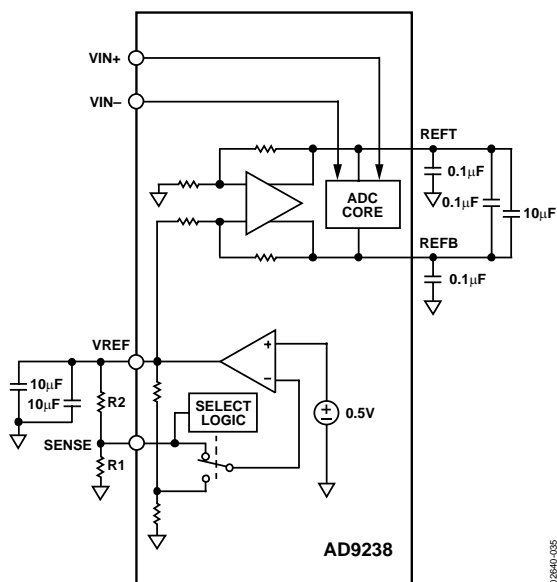 VIN+
VIN–
REFT
0.1µF
ADC
CORE
0.1µF
10µF
REFB
0.1µF
VREF
+
–
10µF
10µF
R2
SELECT
LOGIC
+
–
0.5V
SENSE
R1
AD9238
02640-035